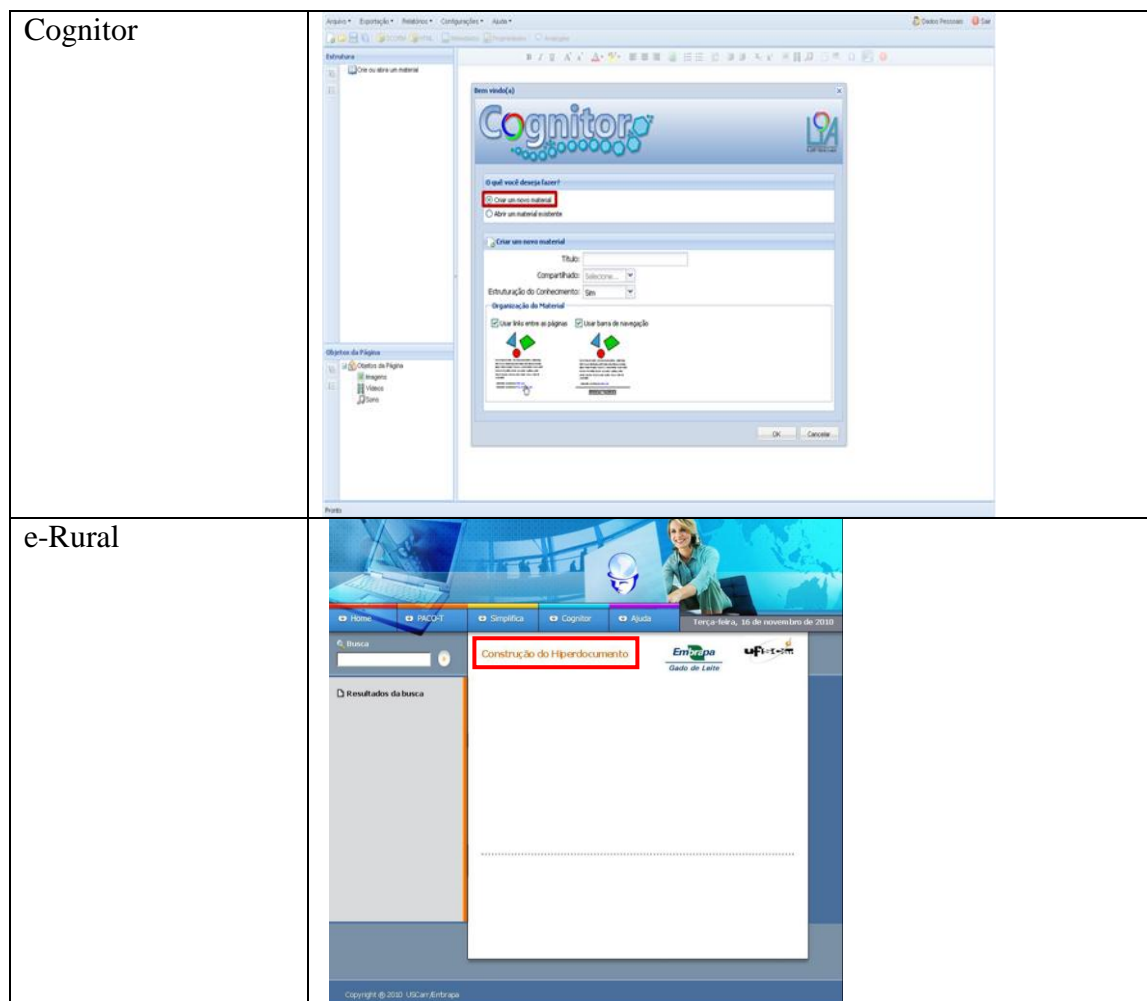 Cognitor
Arquivo Exportação Relatórios Configurações Ajuda Dados Pessoais Sair
SCORM HTML Propriedades
Estrutura
Crie ou abra um material
Bem vindo(a)
Cognitor
LIA
O quê você deseja fazer?
Criar um novo material
Abrir um material existente
Criar um novo material
Título:
Compartilhado: Selecione...
Estruturação do Conhecimento: Sim
Organização do Material
Usar links entre as páginas Usar barra de navegação
Objetos da Página
Objetos da Página
Imagens
Vídeos
Sons
OK Cancelar
Pronto
e-Rural
Home PACO-T Simplifica Cognitor Ajuda Terça-feira, 16 de novembro de 2010
Busca
Construção do Hiperdocumento Embrapa
Gado de Leite
Resultados da busca
Copyright @ 2010